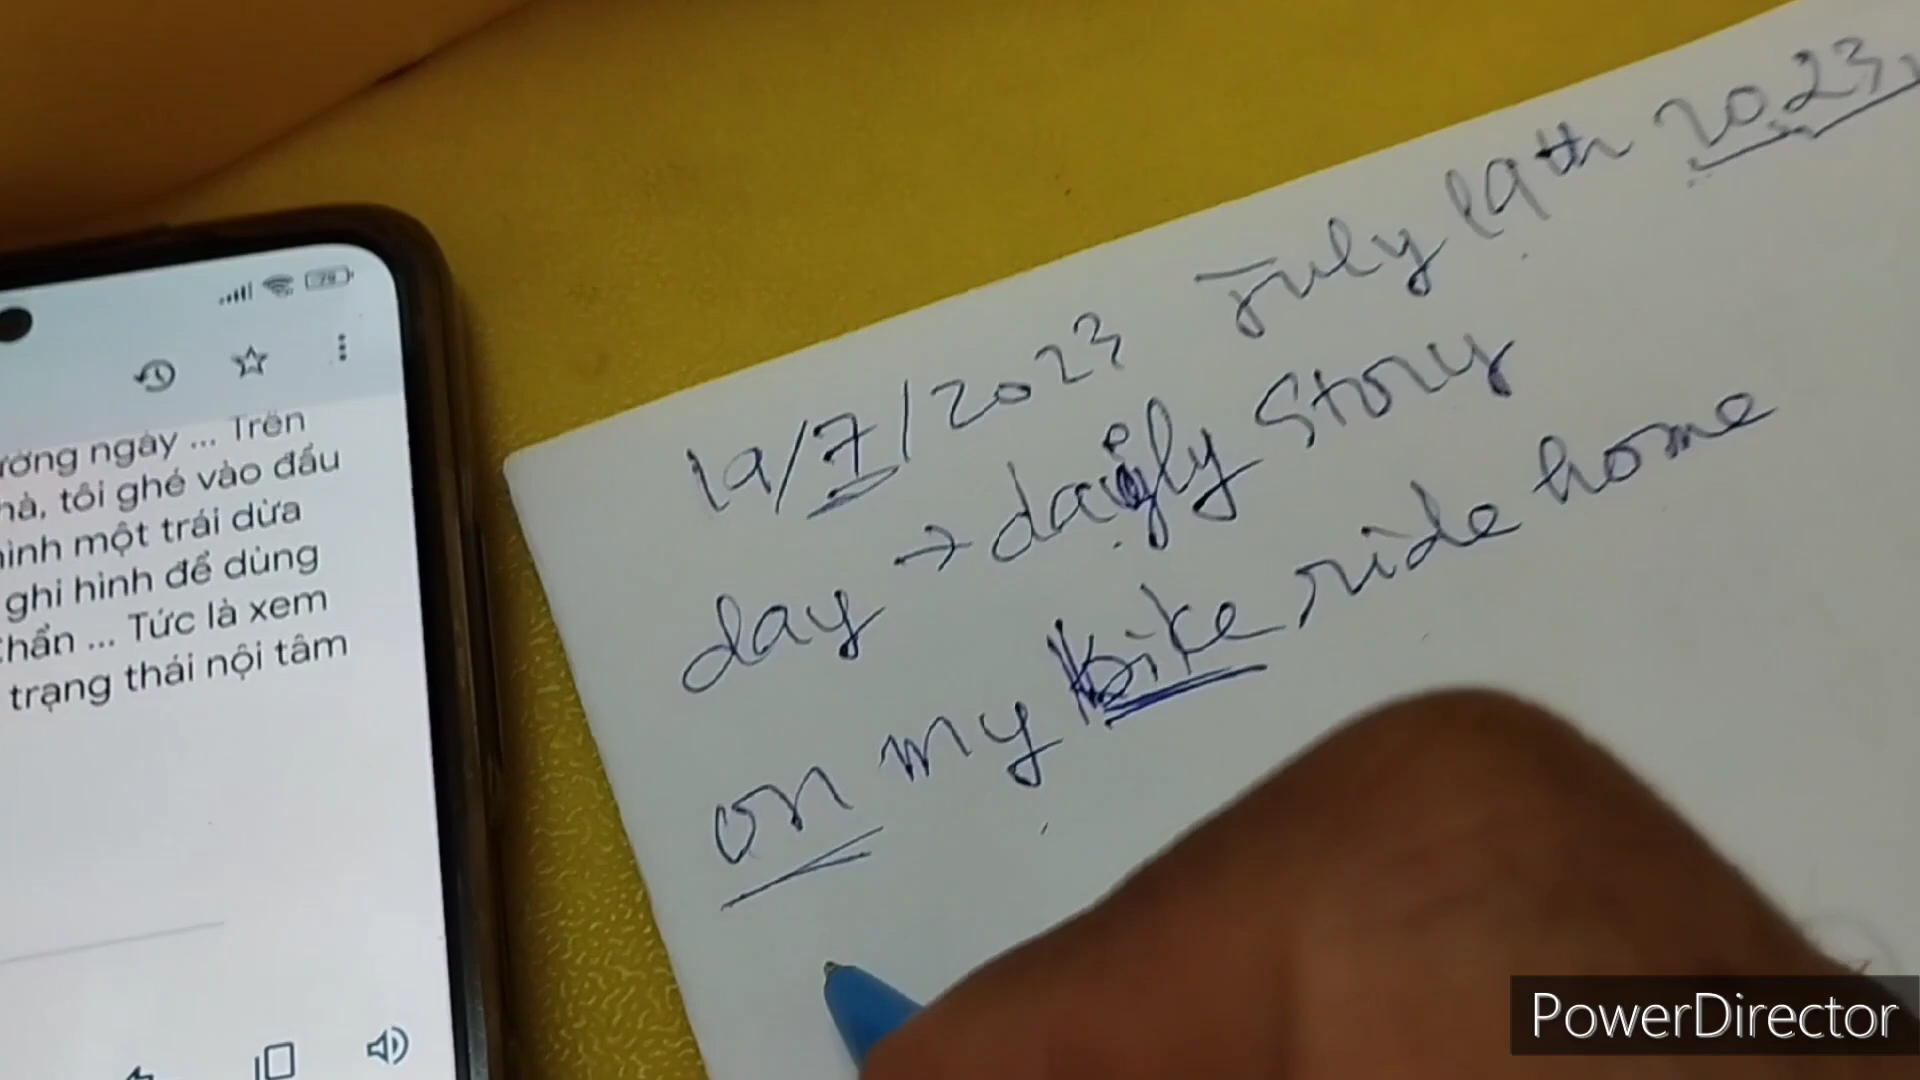 ường ngày ... Trên
hà, tôi ghé vào đầu
hình một trái dừa
ghi hình để dùng
Chẩn ... Tức là xem
trạng thái nội tâm
19/7/2023 July 19th 2023,
day → daily story
on my bike ride home
PowerDirector